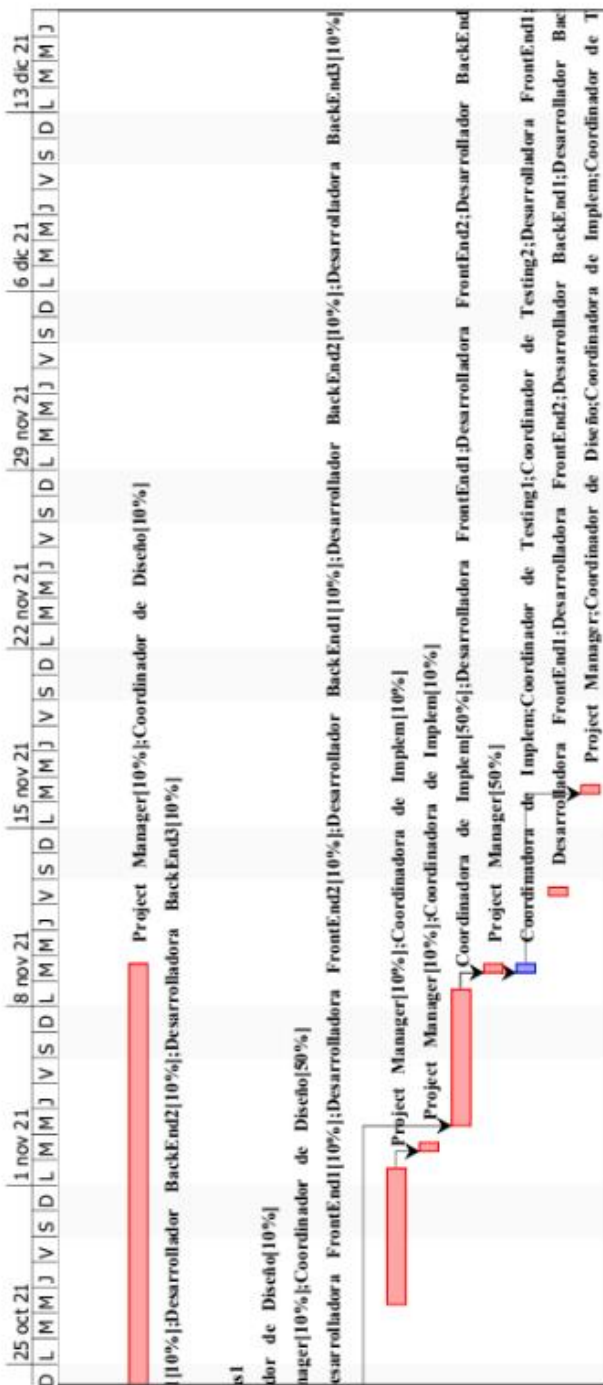 25 oct 21 1 nov 21 8 nov 21 15 nov 21 22 nov 21 29 nov 21 6 dic 21 13 dic 21
D L M M J V S D L M M J V S D L M M J V S D L M M J V S D L M M J V S D L M M J V S D L M M J V S D L M M J
Project Manager[10%];Coordinador de Diseño[10%]
1[10%];Desarrollador BackEnd2[10%];Desarrolladora BackEnd3[10%]
as1
dor de Diseño[10%]
nager[10%];Coordinador de Diseño[50%]
esarrolladora FrontEnd1[10%];Desarrolladora FrontEnd2[10%];Desarrollador BackEnd1[10%];Desarrollador BackEnd2[10%];Desarrolladora BackEnd3[10%]
Project Manager[10%];Coordinadora de Implem[10%]
Project Manager[10%];Coordinadora de Implem[10%]
Coordinadora de Implem[50%];Desarrolladora FrontEnd1;Desarrolladora FrontEnd2;Desarrollador BackEnd
Project Manager[50%]
Coordinadora de Implem;Coordinador de Testing1;Coordinador de Testing2;Desarrolladora FrontEnd1;
Desarrolladora FrontEnd1;Desarrolladora FrontEnd2;Desarrollador BackEnd1;Desarrollador Bac
Project Manager;Coordinador de Diseño;Coordinadora de Implem;Coordinador de T